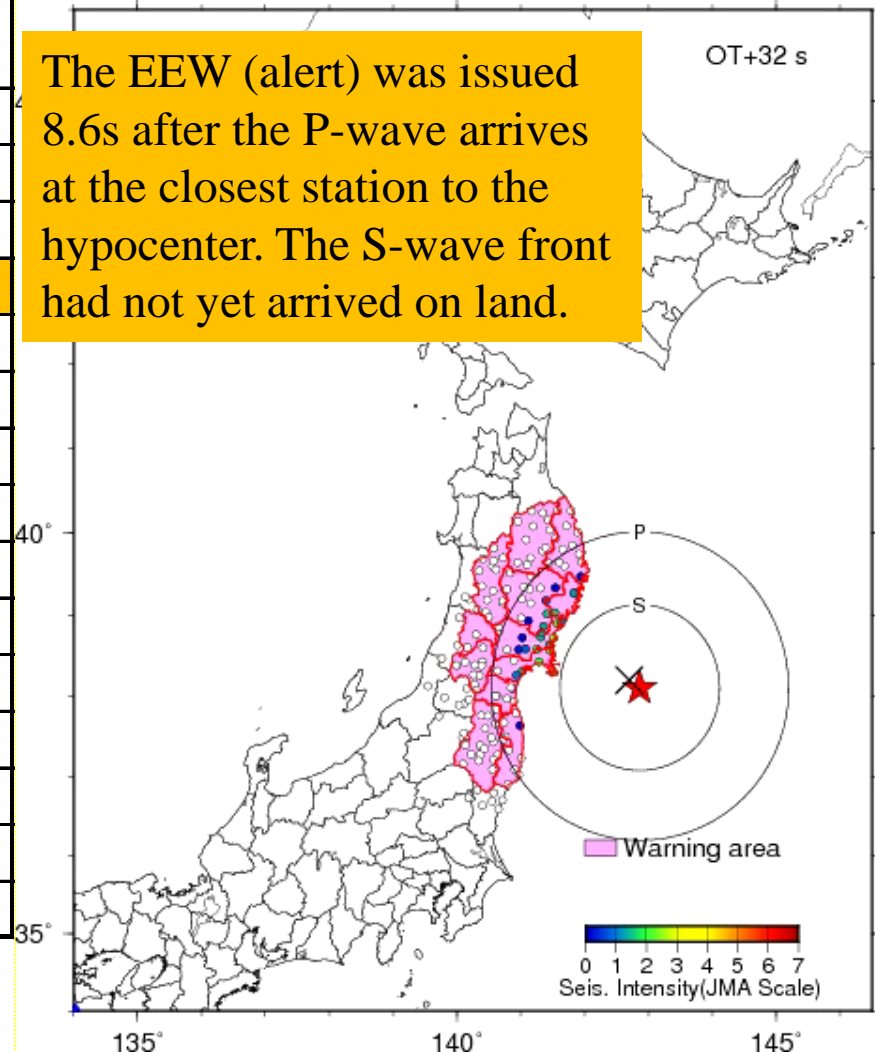 OT+32 s
The EEW (alert) was issued
8.6s after the P-wave arrives
at the closest station to the
hypocenter. The S-wave front
had not yet arrived on land.
40°
P
S
Warning area
35°
0 1 2 3 4 5 6 7
Seis. Intensity(JMA Scale)
135°
140°
145°